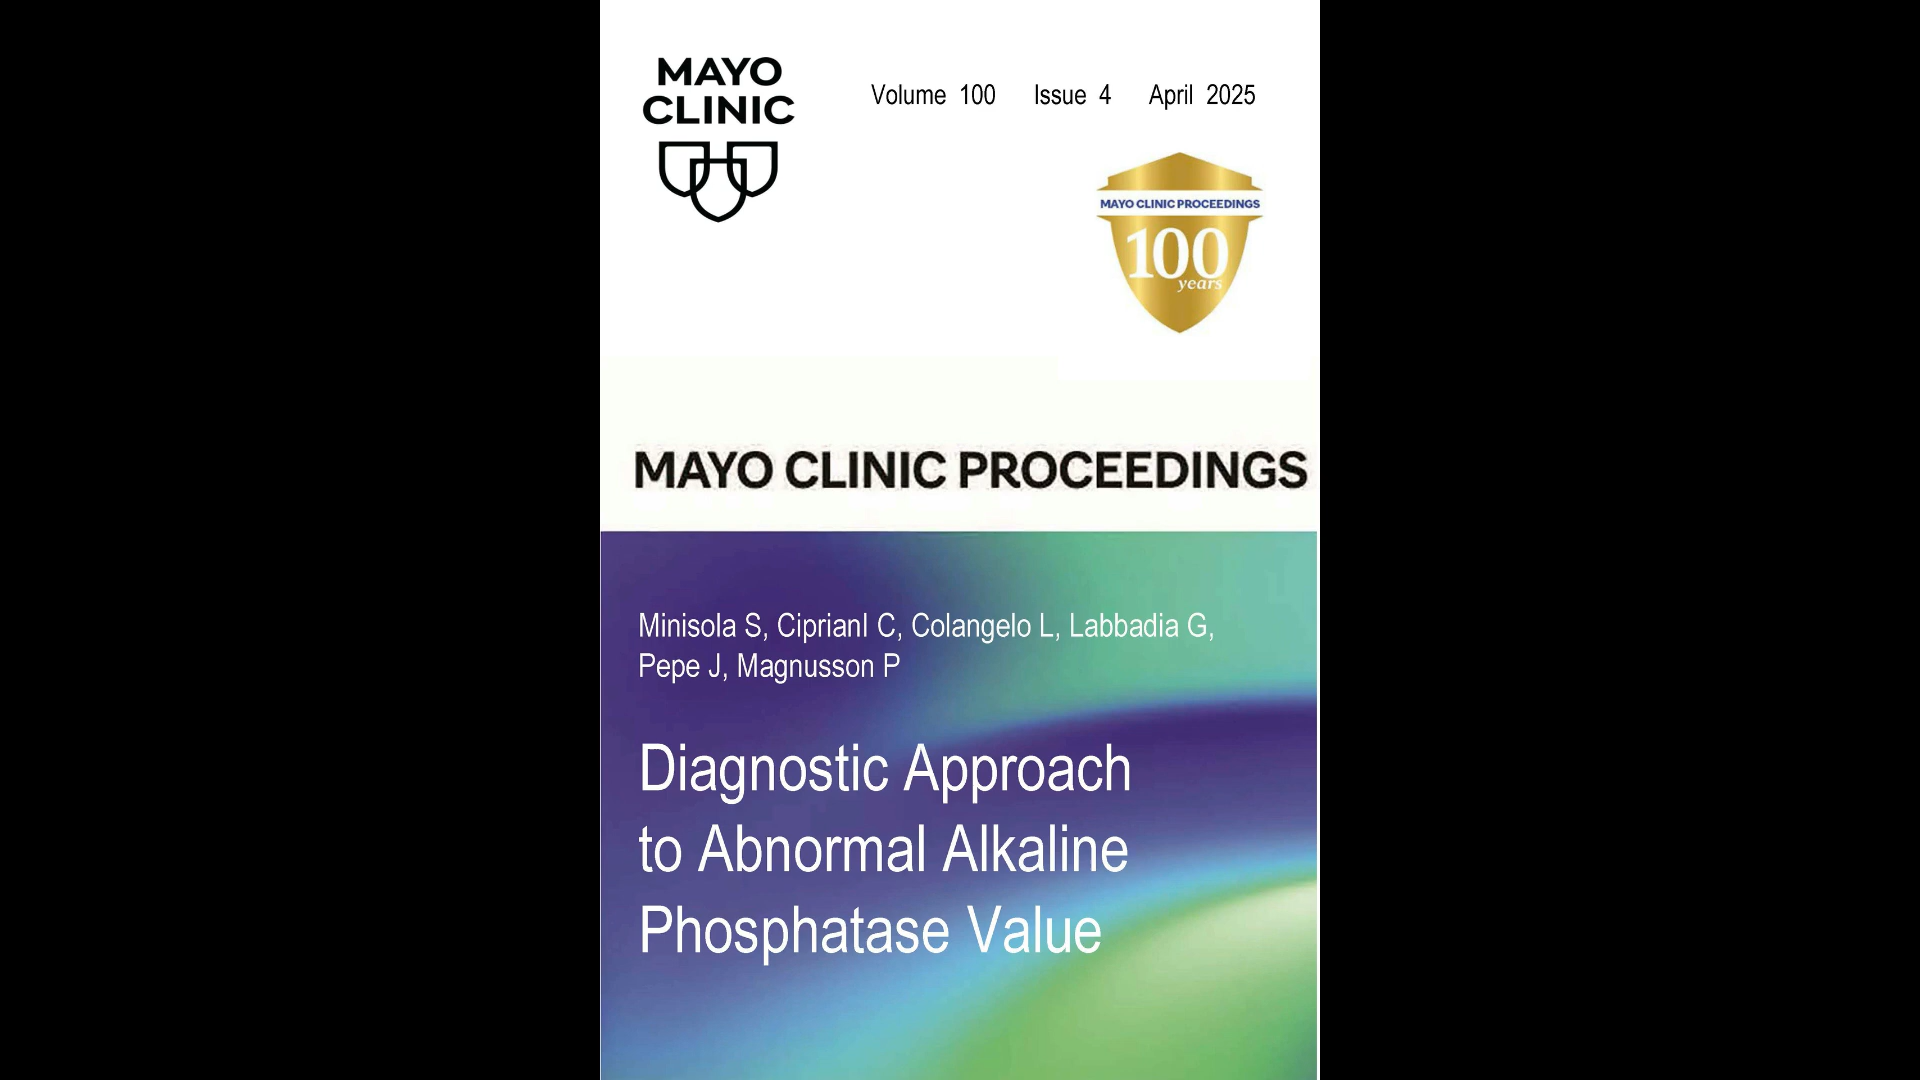 MAYO
CLINIC
Volume 100 Issue 4 April 2025
MAYO CLINIC PROCEEDINGS
100
years
MAYO CLINIC PROCEEDINGS
Minisola S, CiprianI C, Colangelo L, Labbadia G,
Pepe J, Magnusson P
Diagnostic Approach
to Abnormal Alkaline
Phosphatase Value